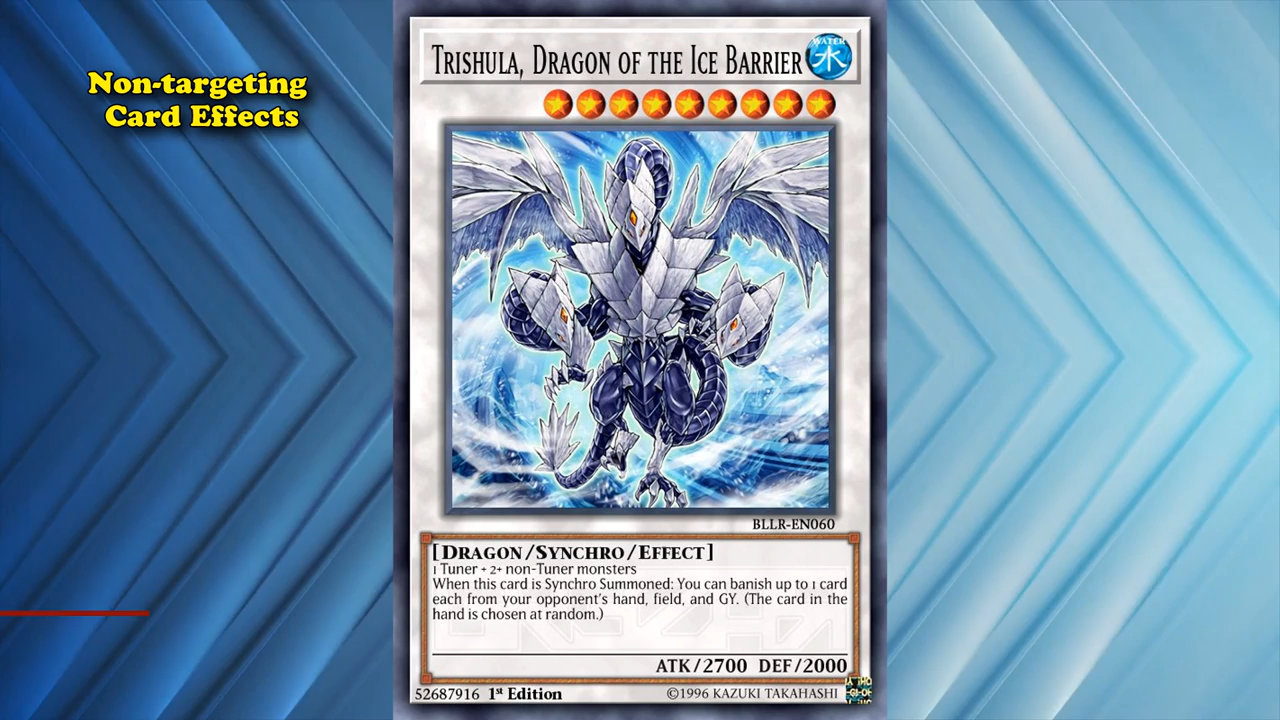 Non-targeting
Card Effects
Trishula, Dragon of the Ice Barrier
WATER
水
BLLR-EN060
[Dragon/Synchro/Effect]
1 Tuner + 2+ non-Tuner monsters
When this card is Synchro Summoned: You can banish up to 1 card
each from your opponent's hand, field, and GY. (The card in the
hand is chosen at random.)
ATK/2700 DEF/2000
52687916 1st Edition
©1996 KAZUKI TAKAHASHI